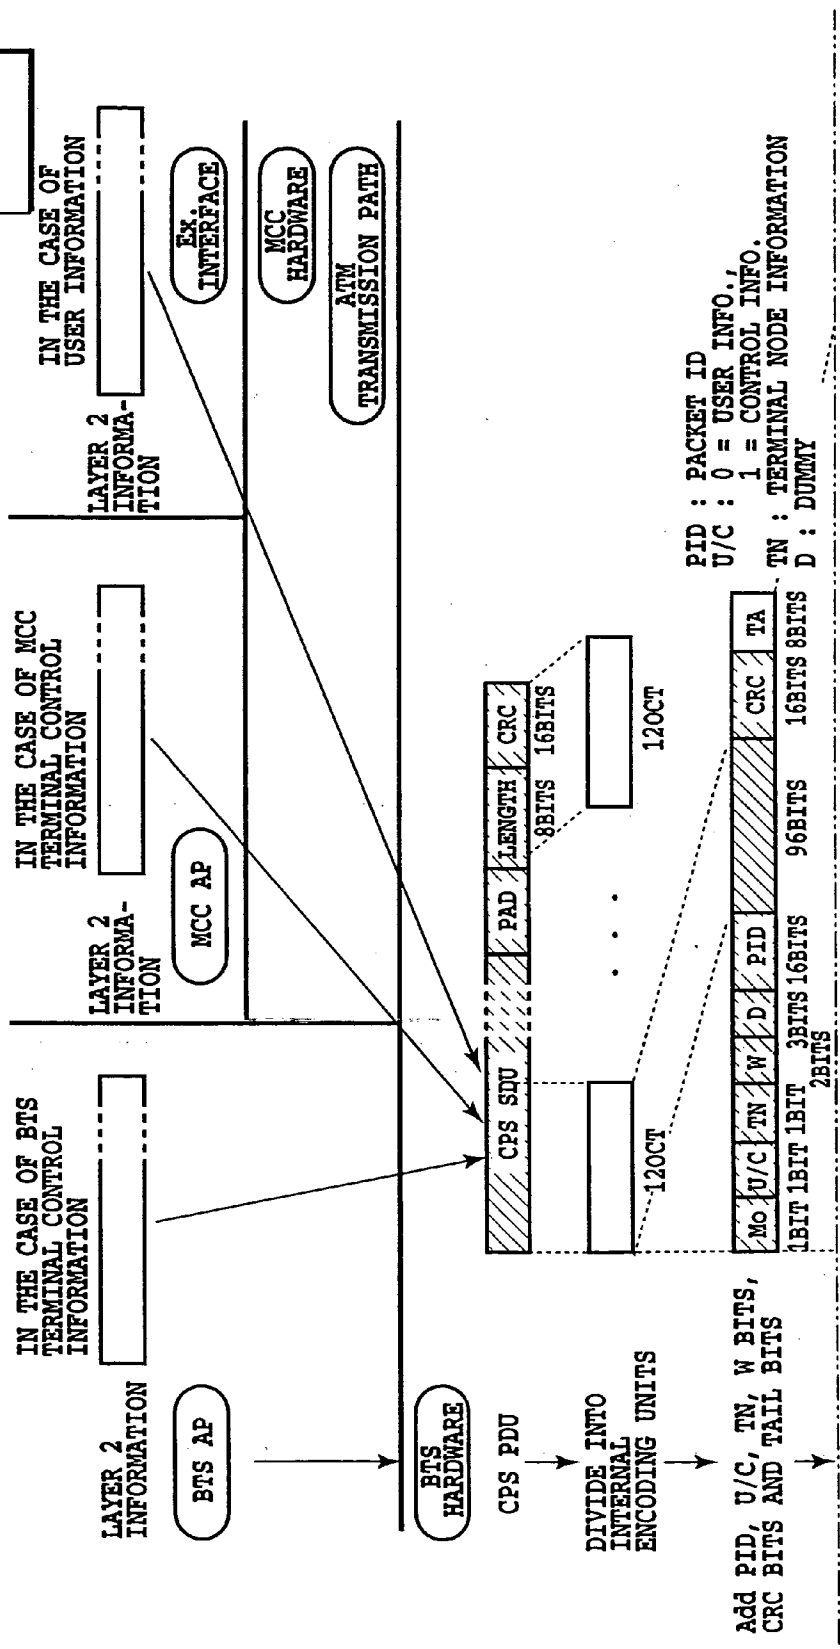 IN THE CASE OF BTS
TERMINAL CONTROL
INFORMATION
LAYER 2
INFORMATION
BTS AP
IN THE CASE OF MCC
TERMINAL CONTROL
INFORMATION
LAYER 2
INFORMA-
TION
MCC AP
IN THE CASE OF
USER INFORMATION
LAYER 2
INFORMA-
TION
Ex.
INTERFACE
MCC
HARDWARE
ATM
TRANSMISSION PATH
BTS
HARDWARE
CPS PDU
CPS SDU
PAD
LENGTH
CRC
8BITS
16BITS
DIVIDE INTO
INTERNAL
ENCODING UNITS
12OCT
12OCT
Add PID, U/C, TN, W BITS,
CRC BITS AND TAIL BITS
Mo
U/C
TN
W
D
PID
CRC
TA
1BIT
1BIT
1BIT
2BITS
3BITS
16BITS
96BITS
16BITS
8BITS
PID : PACKET ID
U/C : 0 = USER INFO.,
1 = CONTROL INFO.
TN : TERMINAL NODE INFORMATION
D : DUMMY